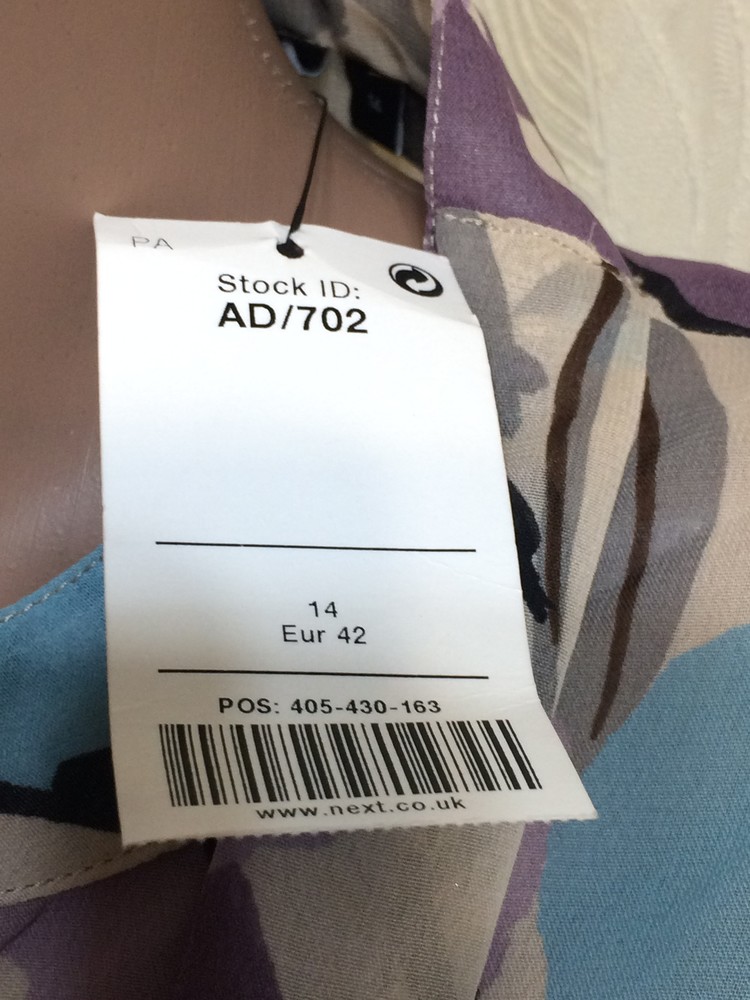 PA
Stock ID:
AD/702
14
Eur 42
POS: 405-430-163
www.next.co.uk